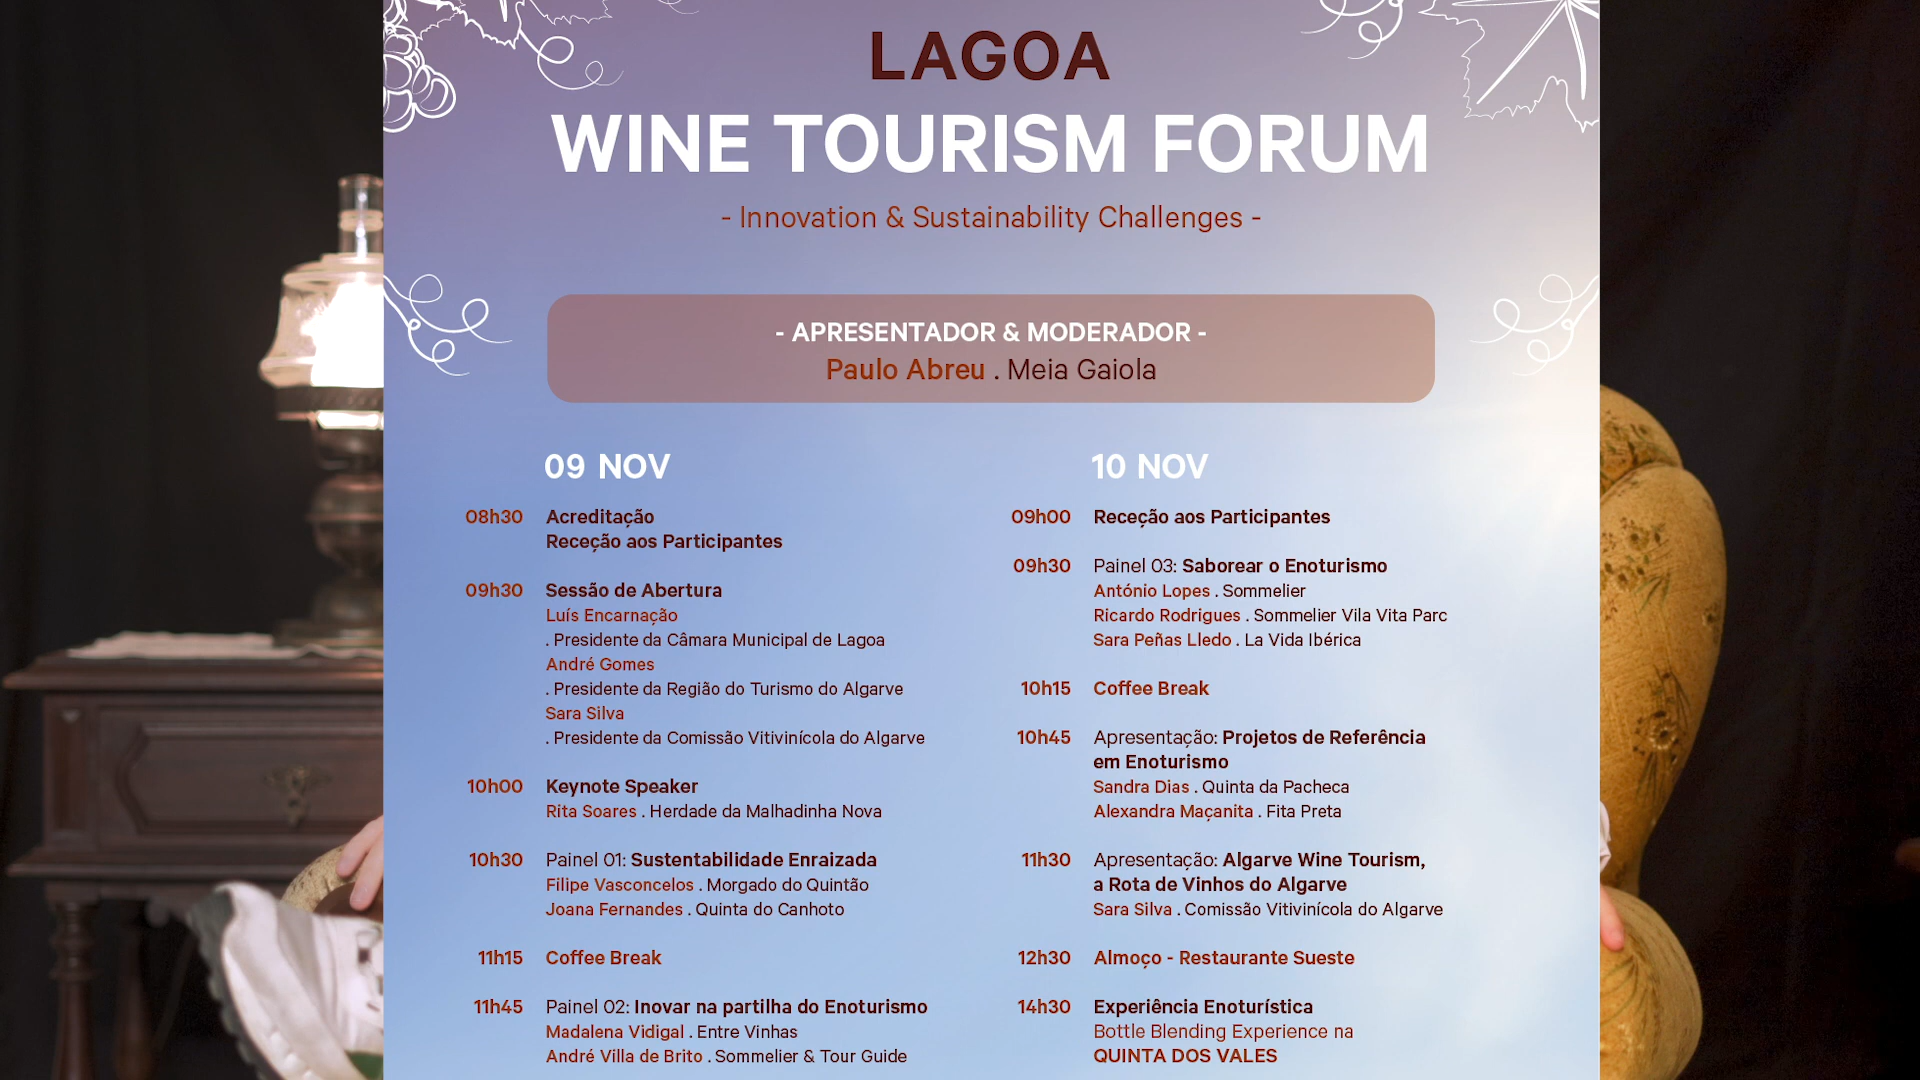 LAGOA
WINE TOURISM FORUM
- Innovation & Sustainability Challenges -
- APRESENTADOR & MODERADOR -
Paulo Abreu . Meia Gaiola
09 NOV
08h30 Acreditação
Receção aos Participantes
09h30 Sessão de Abertura
Luís Encarnação
. Presidente da Câmara Municipal de Lagoa
André Gomes
. Presidente da Região do Turismo do Algarve
Sara Silva
. Presidente da Comissão Vitivinícola do Algarve
10h00 Keynote Speaker
Rita Soares . Herdade da Malhadinha Nova
10h30 Painel 01: Sustentabilidade Enraizada
Filipe Vasconcelos . Morgado do Quintão
Joana Fernandes . Quinta do Canhoto
11h15 Coffee Break
11h45 Painel 02: Inovar na partilha do Enoturismo
Madalena Vidigal . Entre Vinhas
André Villa de Brito . Sommelier & Tour Guide
10 NOV
09h00 Receção aos Participantes
09h30 Painel 03: Saborear o Enoturismo
António Lopes . Sommelier
Ricardo Rodrigues . Sommelier Vila Vita Parc
Sara Peñas Lledo . La Vida Ibérica
10h15 Coffee Break
10h45 Apresentação: Projetos de Referência
em Enoturismo
Sandra Dias . Quinta da Pacheca
Alexandra Maçanita . Fita Preta
11h30 Apresentação: Algarve Wine Tourism,
a Rota de Vinhos do Algarve
Sara Silva . Comissão Vitivinícola do Algarve
12h30 Almoço - Restaurante Sueste
14h30 Experiência Enoturística
Bottle Blending Experience na
QUINTA DOS VALES